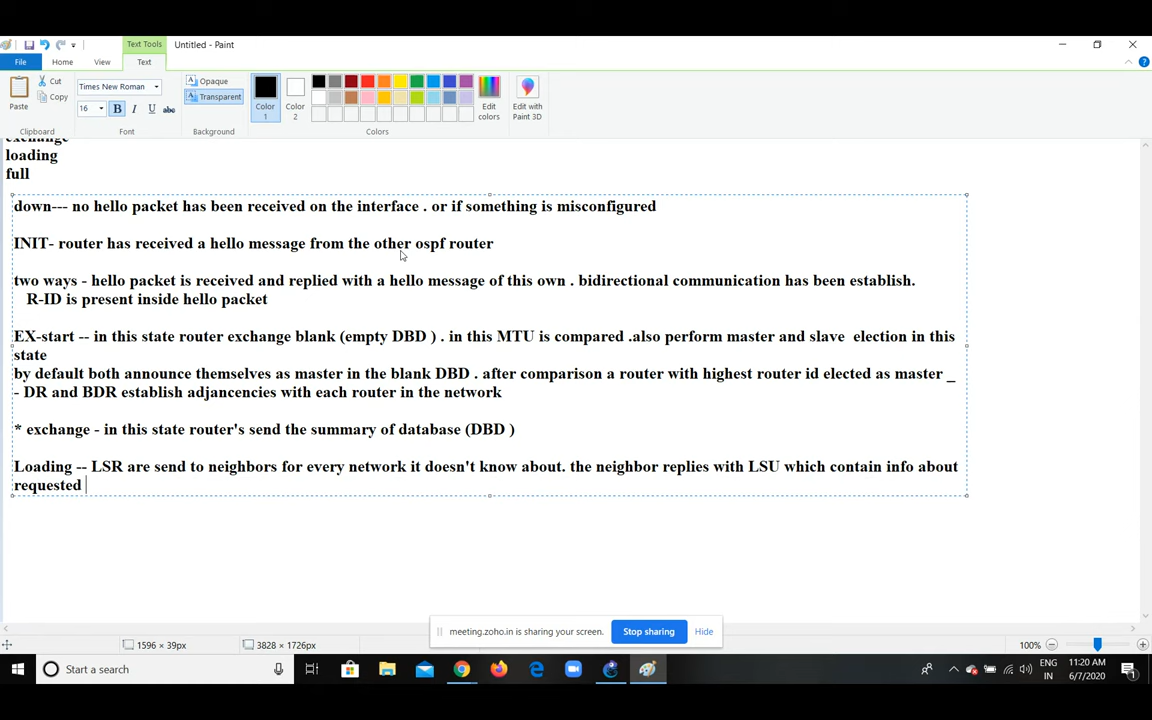 Text Tools
Untitled - Paint
File
Home
View
Text
Paste
Cut
Copy
Clipboard
Times New Roman
16
B
I
U
abc
Font
A
Opaque
A
Transparent
Background
Color
1
Color
2
Edit
colors
Edit with
Paint 3D
Colors
exchange
loading
full
down--- no hello packet has been received on the interface . or if something is misconfigured
INIT- router has received a hello message from the other ospf router
two ways - hello packet is received and replied with a hello message of this own . bidirectional communication has been establish.
R-ID is present inside hello packet
EX-start -- in this state router exchange blank (empty DBD ) . in this MTU is compared .also perform master and slave election in this
state
by default both announce themselves as master in the blank DBD . after comparison a router with highest router id elected as master _
- DR and BDR establish adjancencies with each router in the network
* exchange - in this state router's send the summary of database (DBD )
Loading -- LSR are send to neighbors for every network it doesn't know about. the neighbor replies with LSU which contain info about
requested
meeting.zoho.in is sharing your screen.
Stop sharing
Hide
1596 × 39px
3828 × 1726px
100%
Start a search
ENG
IN
11:20 AM
6/7/2020
1